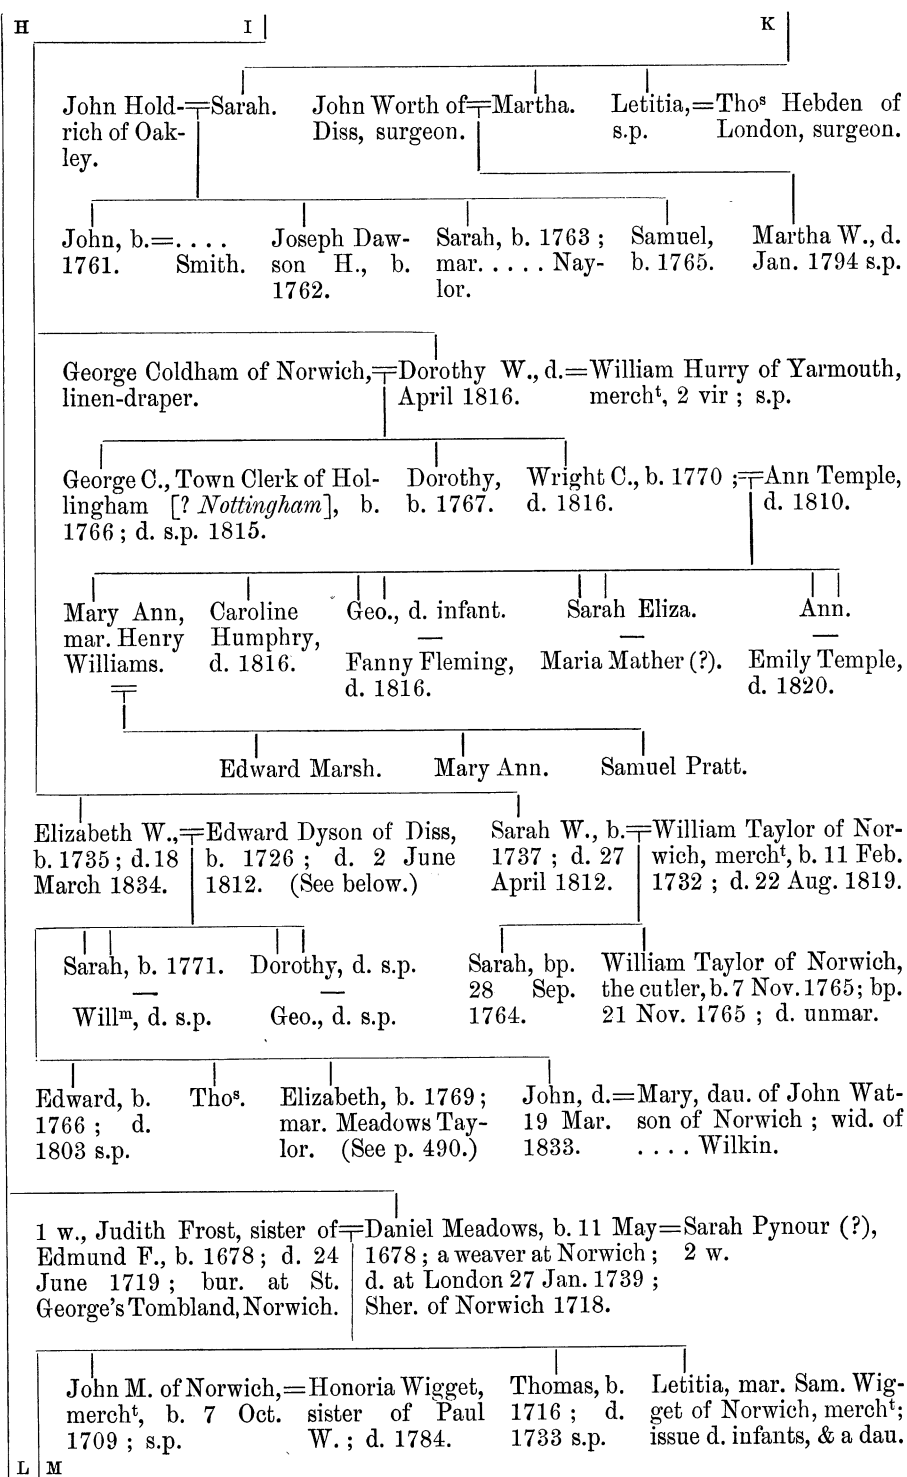 H I K
John Hold-=Sarah. John Worth of=Martha. Letitia,=Thoˢ Hebden of
rich of Oak- Diss, surgeon. s.p. London, surgeon.
ley.
John, b.=.... Joseph Daw- Sarah, b. 1763 ; Samuel, Martha W., d.
1761. Smith. son H., b. mar..... Nay- b. 1765. Jan. 1794 s.p.
1762. lor.
George Coldham of Norwich,=Dorothy W., d.=William Hurry of Yarmouth,
linen-draper. April 1816. merchᵗ, 2 vir ; s.p.
George C., Town Clerk of Hol- Dorothy, Wright C., b. 1770 ;=Ann Temple,
lingham [? Nottingham], b. b. 1767. d. 1816. d. 1810.
1766 ; d. s.p. 1815.
Mary Ann, Caroline Geo., d. infant. Sarah Eliza. Ann.
mar. Henry Humphry, — — —
Williams. d. 1816. Fanny Fleming, Maria Mather (?). Emily Temple,
d. 1816. d. 1820.
Edward Marsh. Mary Ann. Samuel Pratt.
Elizabeth W.,=Edward Dyson of Diss, Sarah W., b.=William Taylor of Nor-
b. 1735 ; d. 18 b. 1726 ; d. 2 June 1737 ; d. 27 wich, merchᵗ, b. 11 Feb.
March 1834. 1812. (See below.) April 1812. 1732 ; d. 22 Aug. 1819.
Sarah, b. 1771. Dorothy, d. s.p. Sarah, bp. William Taylor of Norwich,
— — 28 Sep. the cutler, b. 7 Nov. 1765; bp.
Willᵐ, d. s.p. Geo., d. s.p. 1764. 21 Nov. 1765 ; d. unmar.
Edward, b. Thoˢ. Elizabeth, b. 1769 ; John, d.=Mary, dau. of John Wat-
1766 ; d. mar. Meadows Tay- 19 Mar. son of Norwich ; wid. of
1803 s.p. lor. (See p. 490.) 1833. .... Wilkin.
1 w., Judith Frost, sister of=Daniel Meadows, b. 11 May=Sarah Pynour (?),
Edmund F., b. 1678 ; d. 24 1678 ; a weaver at Norwich ; 2 w.
June 1719 ; bur. at St. d. at London 27 Jan. 1739 ;
George's Tombland, Norwich. Sher. of Norwich 1718.
John M. of Norwich,=Honoria Wigget, Thomas, b. Letitia, mar. Sam. Wig-
merchᵗ, b. 7 Oct. sister of Paul 1716 ; d. get of Norwich, merchᵗ;
1709 ; s.p. W. ; d. 1784. 1733 s.p. issue d. infants, & a dau.
L M